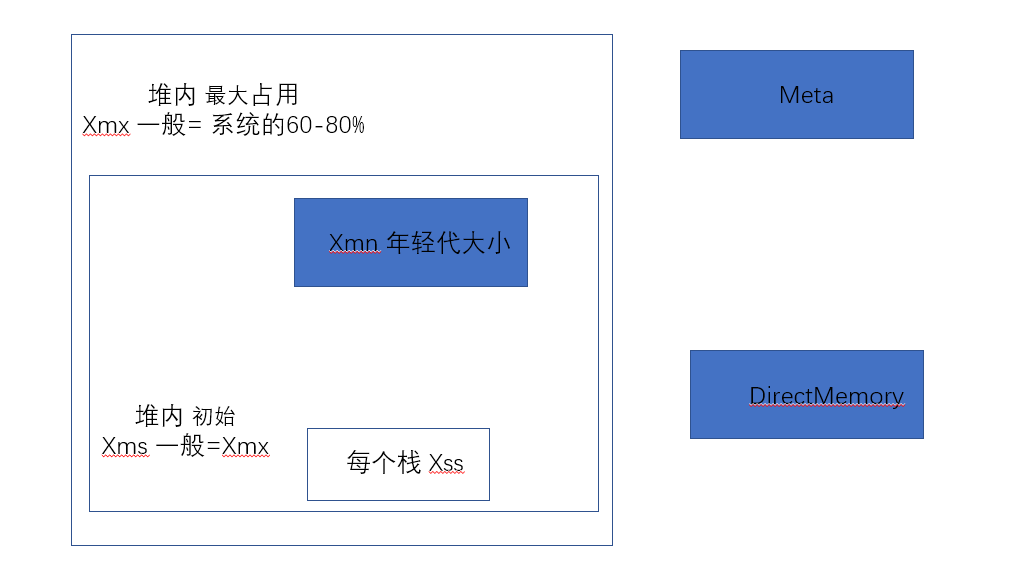 堆内 最大占用
Xmx 一般= 系统的60-80%
Meta
Xmn 年轻代大小
DirectMemory
堆内 初始
Xms 一般=Xmx
每个栈 Xss